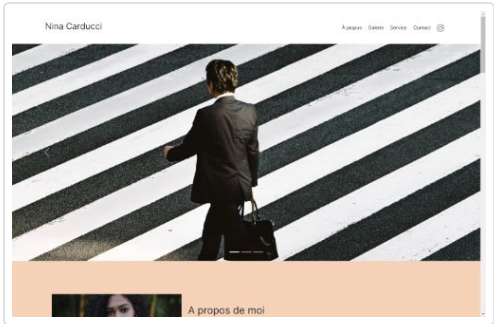 Nina Carducci
À propos Galerie Service Contact
A propos de moi